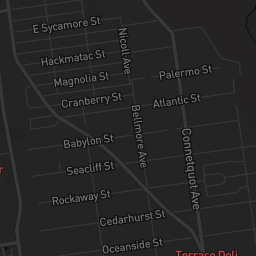 E Sycamore St
Nicoll Ave
Hackmatac St
Magnolia St
Palermo St
Cranberry St
Atlantic St
Bellmore Ave
Babylon St
Connetquot Ave
Seacliff St
Rockaway St
Cedarhurst St
Oceanside St
Terrace Deli